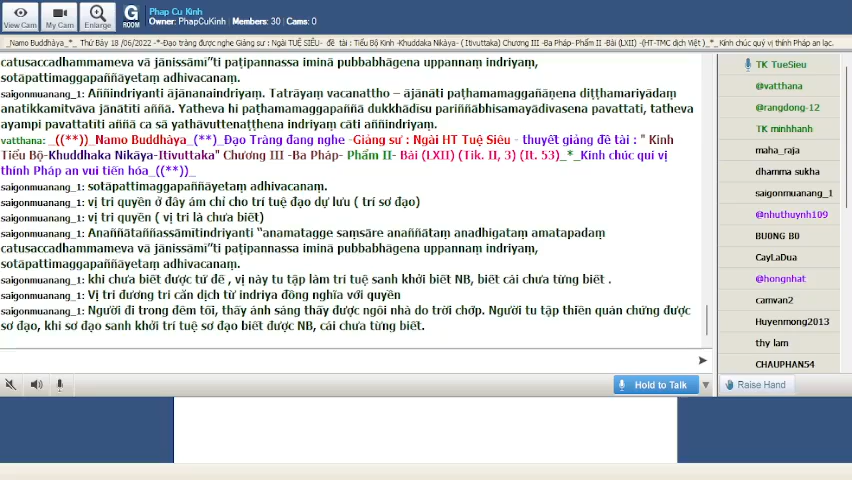 View Cam
My Cam
Enlarge
G
ROOM
Phap Cu Kinh
Owner: PhapCuKinh | Members: 30 | Cams: 0
_Namo Buddhàya_*_ Thứ Bảy 18 /06/2022 -*-Đạo tràng được nghe Giảng sư : Ngài TUỆ SIÊU- đề tài : Tiểu Bộ Kinh -Khuddaka Nikàya- ( Itivuttaka) Chương III -Ba Pháp- Phẩm II -Bài (LXII) -(HT-TMC dịch Việt )_*_ Kính chúc quý vị thính Pháp an lạc.
catusaccadhammameva vā jānissāmi”ti paṭipannassa iminā pubbabhāgena uppannaṃ indriyaṃ,
sotāpattimaggapaññāyetaṃ adhivacanaṃ.
saigonmuanang_1: Aññindriyanti ājānanaindriyaṃ. Tatrāyaṃ vacanattho – ājānāti paṭhamamaggañāṇena diṭṭhamariyādaṃ
anatikkamitvāva jānātīti aññā. Yatheva hi paṭhamamaggapaññā dukkhādīsu pariññābhisamayādivasena pavattati, tatheva
ayampi pavattatīti aññā ca sā yathāvuttenaṭṭhena indriyaṃ cāti aññindriyaṃ.
vatthana: _((**))_Namo Buddhàya_(**)_Đạo Tràng đang nghe -Giảng sư : Ngài HT Tuệ Siêu - thuyết giảng đề tài : " Kinh
Tiểu Bộ-Khuddhaka Nikàya-Itivuttaka" Chương III -Ba Pháp- Phẩm II- Bài (LXII) (Tik. II, 3) (It. 53)_*_Kính chúc quí vị
thính Pháp an vui tiến hóa_((**))_
saigonmuanang_1: sotāpattimaggapaññāyetaṃ adhivacanaṃ.
saigonmuanang_1: vị tri quyền ở đây ám chỉ cho trí tuệ đạo dự lưu ( trí sơ đạo)
saigonmuanang_1: vị tri quyền ( vị tri là chưa biết)
saigonmuanang_1: Anaññātaññassāmītindriyanti “anamatagge saṃsāre anaññātaṃ anadhigataṃ amatapadaṃ
catusaccadhammameva vā jānissāmi”ti paṭipannassa iminā pubbabhāgena uppannaṃ indriyaṃ,
sotāpattimaggapaññāyetaṃ adhivacanaṃ.
saigonmuanang_1: khi chưa biết được tứ đế , vị này tu tập làm trí tuệ sanh khởi biết NB, biết cái chưa từng biết .
saigonmuanang_1: Vị tri đương tri căn dịch từ indriya đồng nghĩa với quyền
saigonmuanang_1: Người đi trong đêm tối, thấy ánh sáng thấy được ngôi nhà do trời chớp. Người tu tập thiền quán chứng được
sơ đạo, khi sơ đạo sanh khởi trí tuệ sơ đạo biết được NB, cái chưa từng biết.
Hold to Talk
TK TueSieu
@vatthana
@rangdong-12
TK minhhanh
maha_raja
dhamma sukha
saigonmuanang_1
@nhuthuynh109
BU0NG B0
CayLaDua
@hongnhat
camvan2
Huyenmong2013
thy lam
CHAUPHAN54
Raise Hand